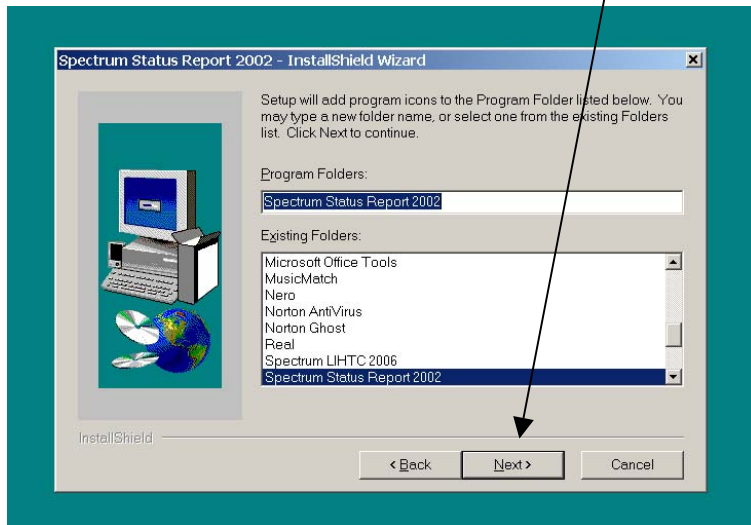 Spectrum Status Report 2002 - InstallShield Wizard
Setup will add program icons to the Program Folder listed below. You
may type a new folder name, or select one from the existing Folders
list. Click Next to continue.
Program Folders:
Spectrum Status Report 2002
Existing Folders:
Microsoft Office Tools
MusicMatch
Nero
Norton AntiVirus
Norton Ghost
Real
Spectrum LIHTC 2006
Spectrum Status Report 2002
InstallShield
< Back
Next >
Cancel